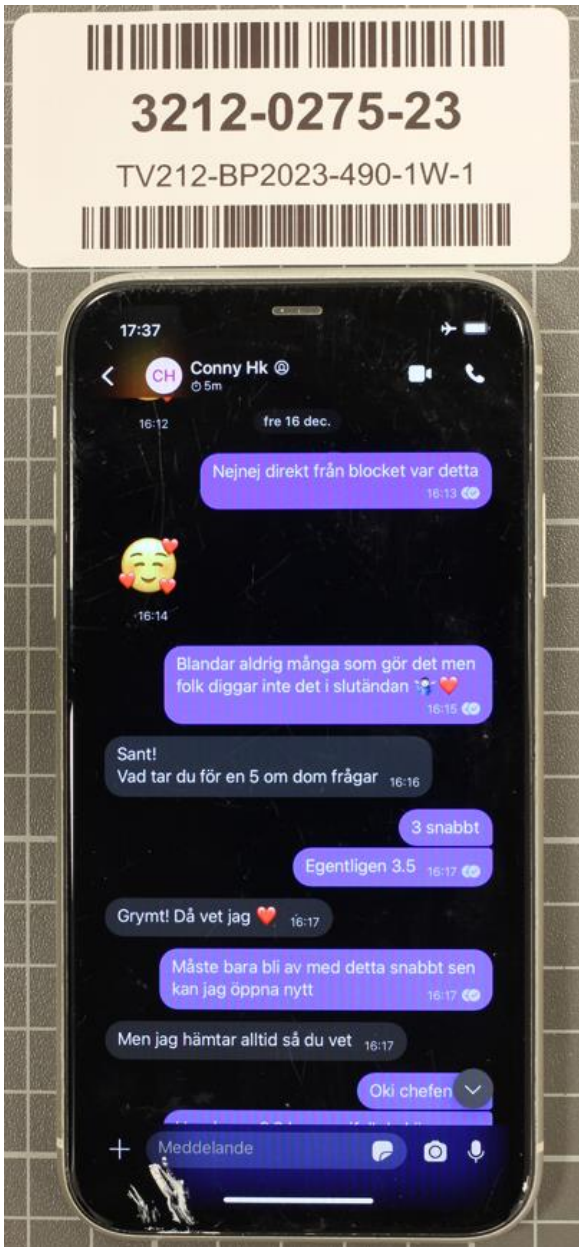 3212-0275-23
TV212-BP2023-490-1W-1
17:37
CH
Conny Hk
5m
16:12
fre 16 dec.
Nejnej direkt från blocket var detta
16:13
16:14
Blandar aldrig många som gör det men
folk diggar inte det i slutändan
16:15
Sant!
Vad tar du för en 5 om dom frågar 16:16
3 snabbt
Egentligen 3.5 16:17
Grymt! Då vet jag ❤️ 16:17
Måste bara bli av med detta snabbt sen
kan jag öppna nytt
16:17
Men jag hämtar alltid så du vet 16:17
Oki chefen
Meddelande